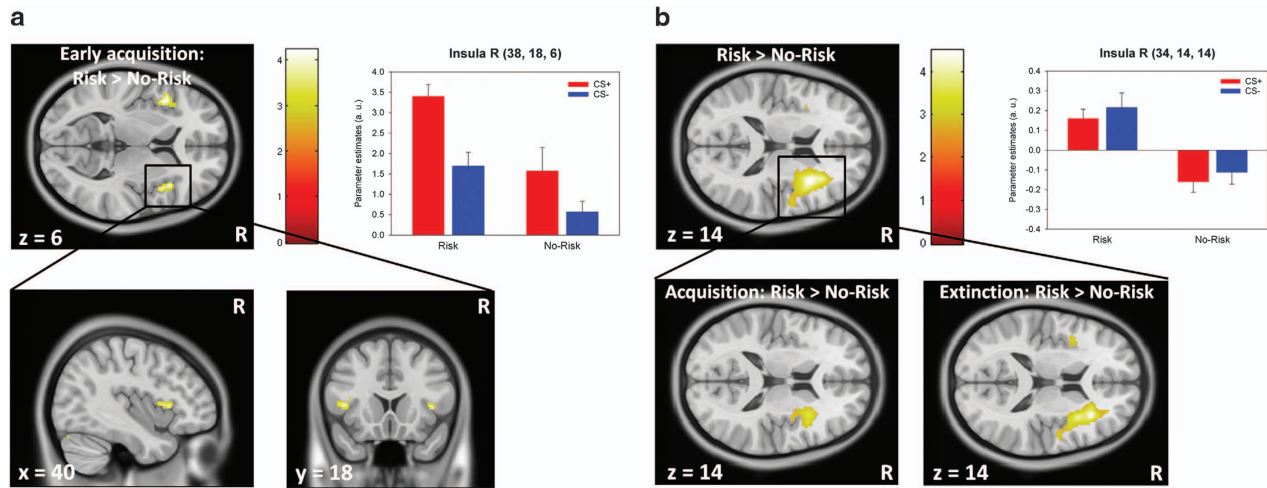 a
Early acquisition:
Risk > No-Risk
z = 6
R
4
3
2
1
0
Insula R (38, 18, 6)
CS+
CS-
Parameter estimates (a. u.)
4.0
3.5
3.0
2.5
2.0
1.5
1.0
0.5
0.0
Risk
No-Risk
R
x = 40
R
y = 18
b
Risk > No-Risk
z = 14
R
4
3
2
1
0
Insula R (34, 14, 14)
CS+
CS-
Parameter estimates (a. u.)
0.4
0.3
0.2
0.1
0.0
-0.1
-0.2
-0.3
-0.4
Risk
No-Risk
Acquisition: Risk > No-Risk
z = 14
R
Extinction: Risk > No-Risk
z = 14
R